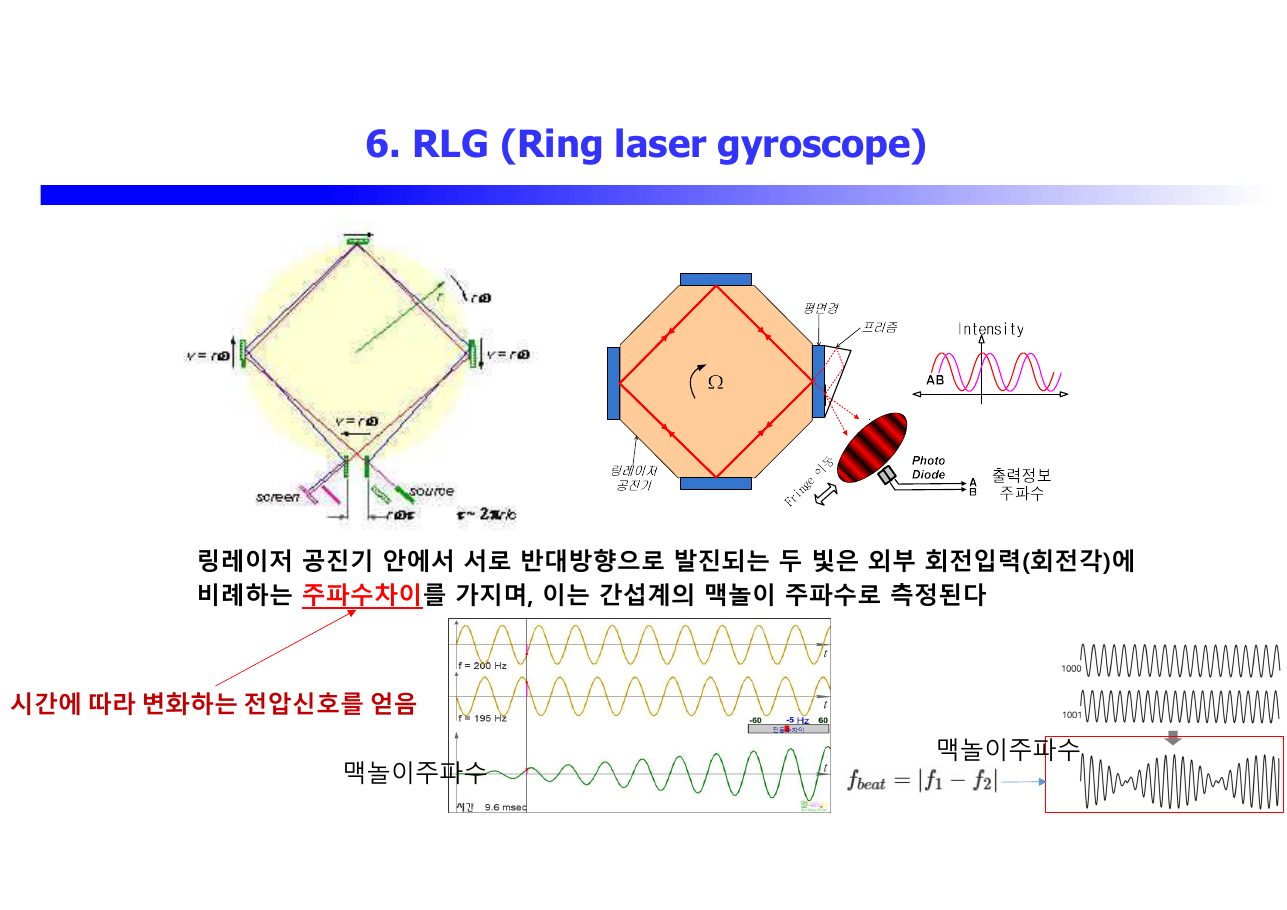 6. RLG (Ring laser gyroscope)
r
rω
v = rω
v = rω
v = rω
screen
source
rωτ
τ ~ 2πr/c
평면경
프리즘
Ω
링레이저
공진기
Fringe 이동
Intensity
AB
Photo
Diode
A
B
출력정보
주파수
링레이저 공진기 안에서 서로 반대방향으로 발진되는 두 빛은 외부 회전입력(회전각)에
비례하는 주파수차이를 가지며, 이는 간섭계의 맥놀이 주파수로 측정된다
시간에 따라 변화하는 전압신호를 얻음
t
f = 200 Hz
t
f = 195 Hz
-60 -5 Hz 60
맥놀이주파수
t
시간 9.6 msec
1000
1001
맥놀이주파수
f_beat = |f₁ − f₂|